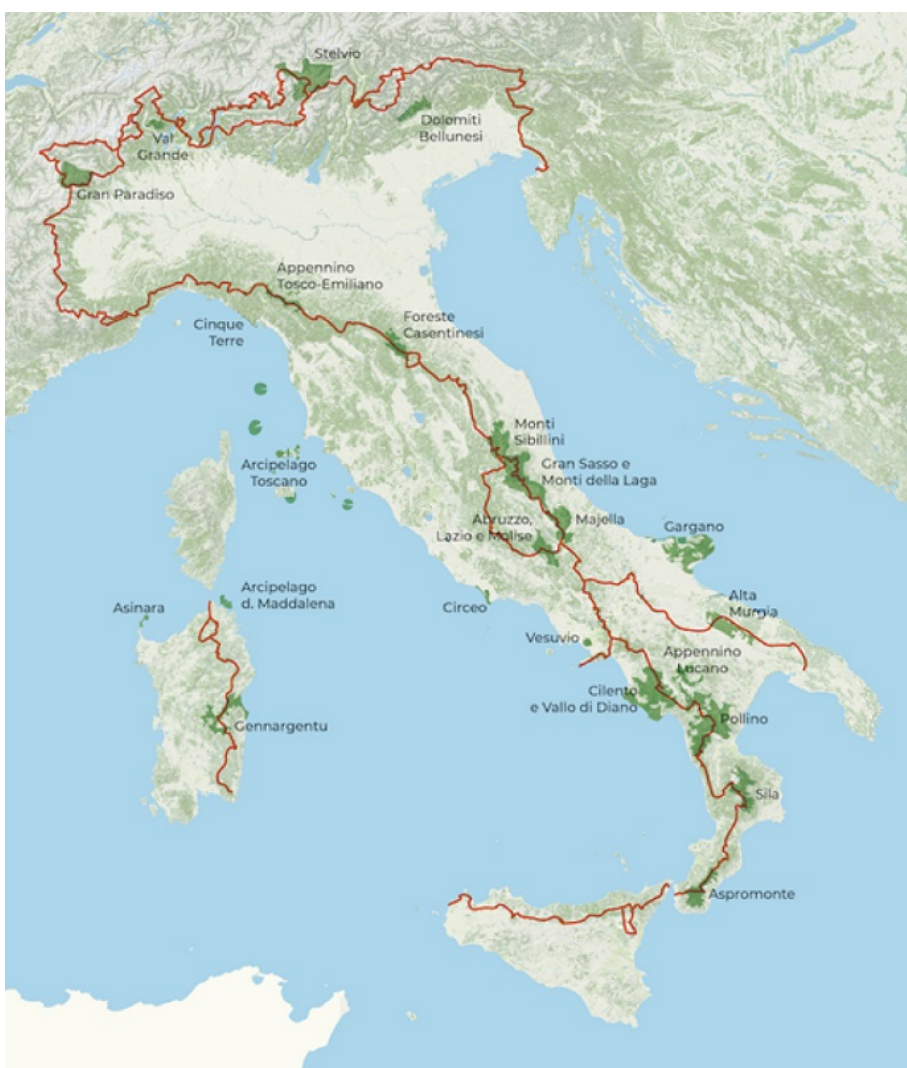 Stelvio
Dolomiti
Bellunesi
Val
Grande
Gran Paradiso
Appennino
Tosco-Emiliano
Cinque
Terre
Foreste
Casentinesi
Monti
Sibillini
Arcipelago
Toscano
Gran Sasso e
Monti della Laga
Abruzzo,
Lazio e Molise
Majella
Gargano
Asinara
Arcipelago
d. Maddalena
Circeo
Alta
Murgia
Vesuvio
Appennino
Lucano
Cilento
e Vallo di Diano
Pollino
Gennargentu
Sila
Aspromonte